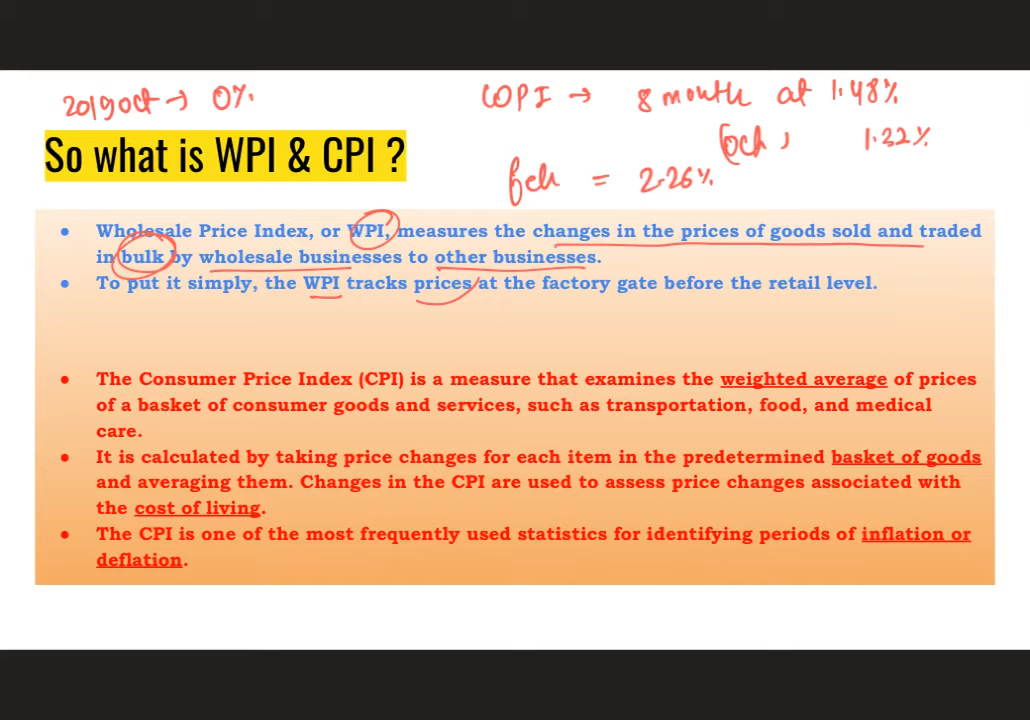 2019 oct → 0%
WPI → 8 month at 1.48%
(oct, 1.32%
feb = 2.26%
So what is WPI & CPI ?
● Wholesale Price Index, or WPI, measures the changes in the prices of goods sold and traded
in bulk by wholesale businesses to other businesses.
● To put it simply, the WPI tracks prices at the factory gate before the retail level.
● The Consumer Price Index (CPI) is a measure that examines the weighted average of prices
of a basket of consumer goods and services, such as transportation, food, and medical
care.
● It is calculated by taking price changes for each item in the predetermined basket of goods
and averaging them. Changes in the CPI are used to assess price changes associated with
the cost of living.
● The CPI is one of the most frequently used statistics for identifying periods of inflation or
deflation.